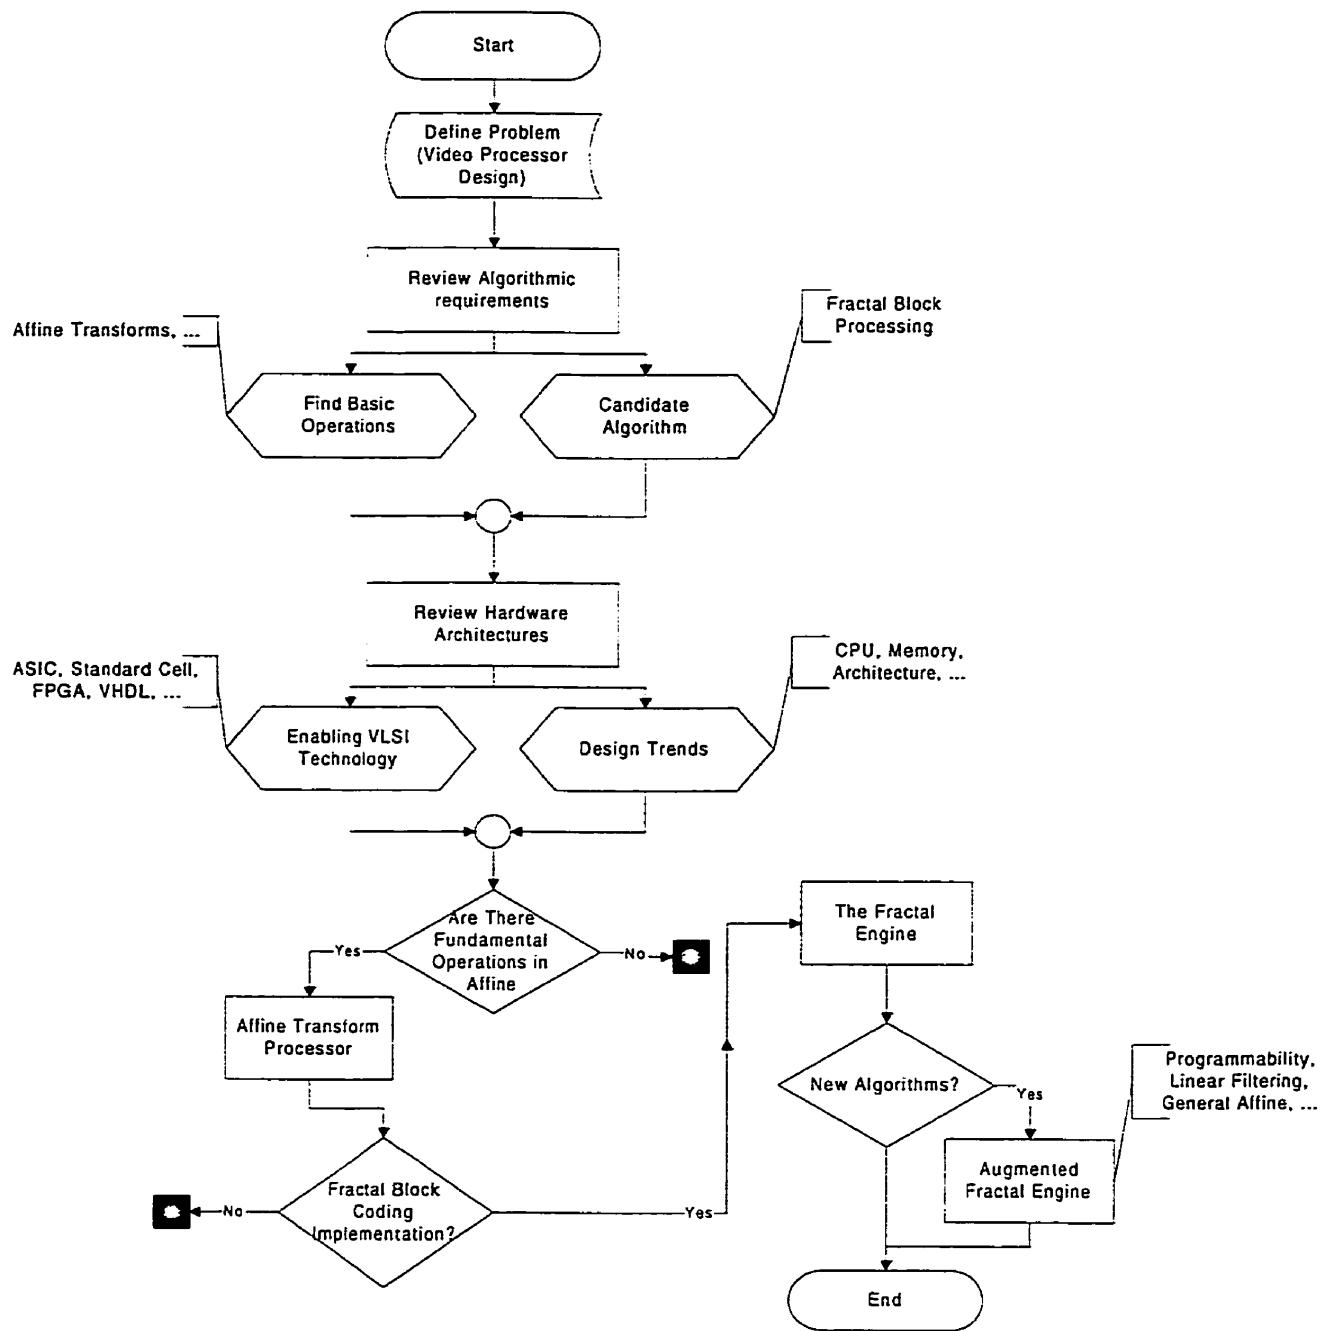 Start
Define Problem
(Video Processor
Design)
Review Algorithmic
requirements
Affine Transforms, ...
Fractal Block
Processing
Find Basic
Operations
Candidate
Algorithm
Review Hardware
Architectures
ASIC, Standard Cell,
FPGA, VHDL, ...
CPU, Memory,
Architecture, ...
Enabling VLSI
Technology
Design Trends
Are There
Fundamental
Operations in
Affine
Yes
No
The Fractal
Engine
Affine Transform
Processor
New Algorithms?
Yes
Programmability,
Linear Filtering,
General Affine, ...
Fractal Block
Coding
Implementation?
No
Yes
Augmented
Fractal Engine
End